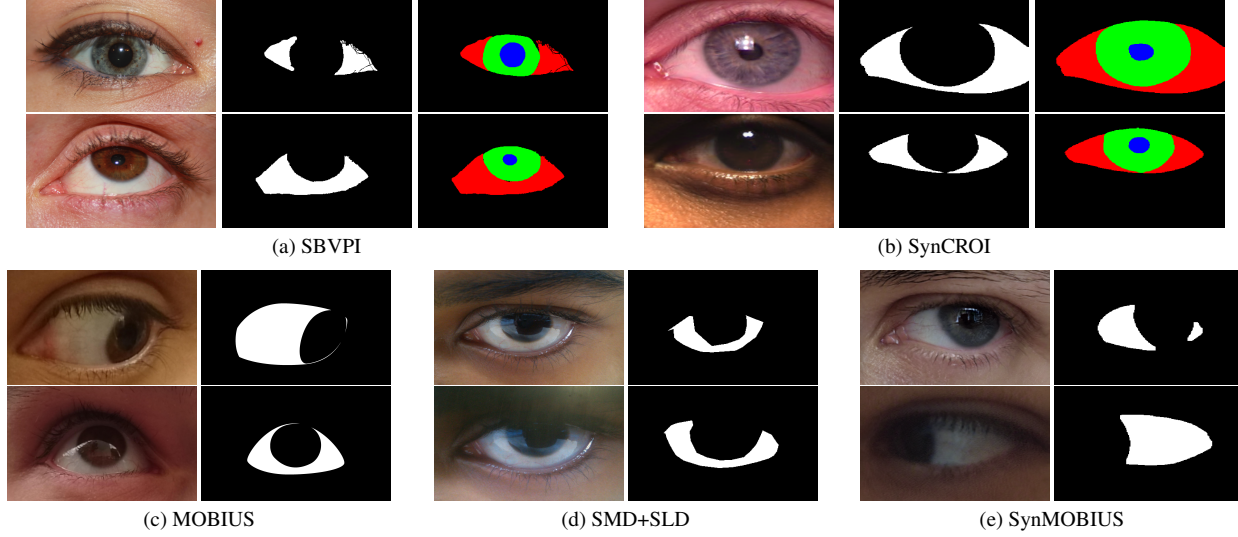 (a) SBVPI
(b) SynCROI
(c) MOBIUS
(d) SMD+SLD
(e) SynMOBIUS